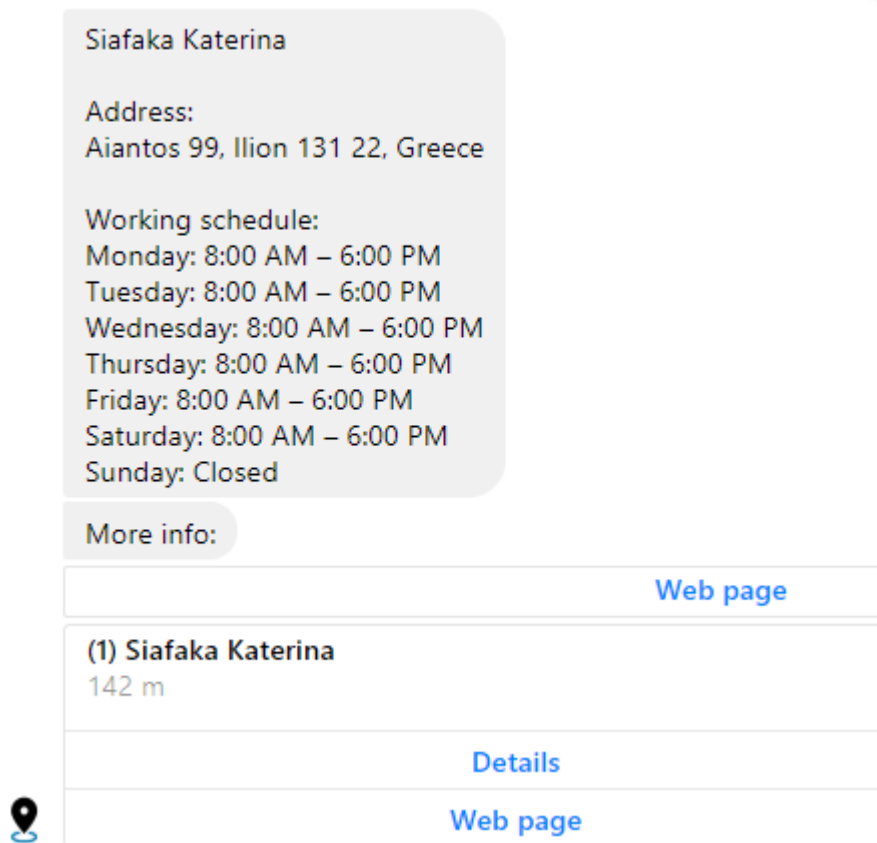 Siafaka Katerina
Address:
Aiantos 99, Ilion 131 22, Greece
Working schedule:
Monday: 8:00 AM – 6:00 PM
Tuesday: 8:00 AM – 6:00 PM
Wednesday: 8:00 AM – 6:00 PM
Thursday: 8:00 AM – 6:00 PM
Friday: 8:00 AM – 6:00 PM
Saturday: 8:00 AM – 6:00 PM
Sunday: Closed
More info:
Web page
(1) Siafaka Katerina
142 m
Details
Web page